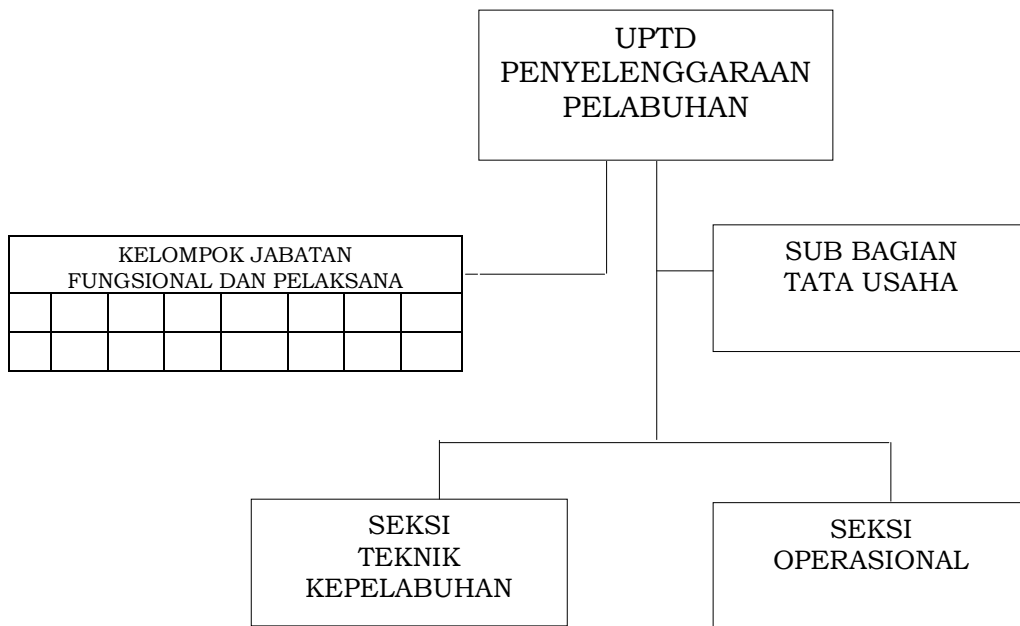 UPTD
PENYELENGGARAAN
PELABUHAN
KELOMPOK JABATAN
FUNGSIONAL DAN PELAKSANA
SUB BAGIAN
TATA USAHA
SEKSI
TEKNIK
KEPELABUHAN
SEKSI
OPERASIONAL